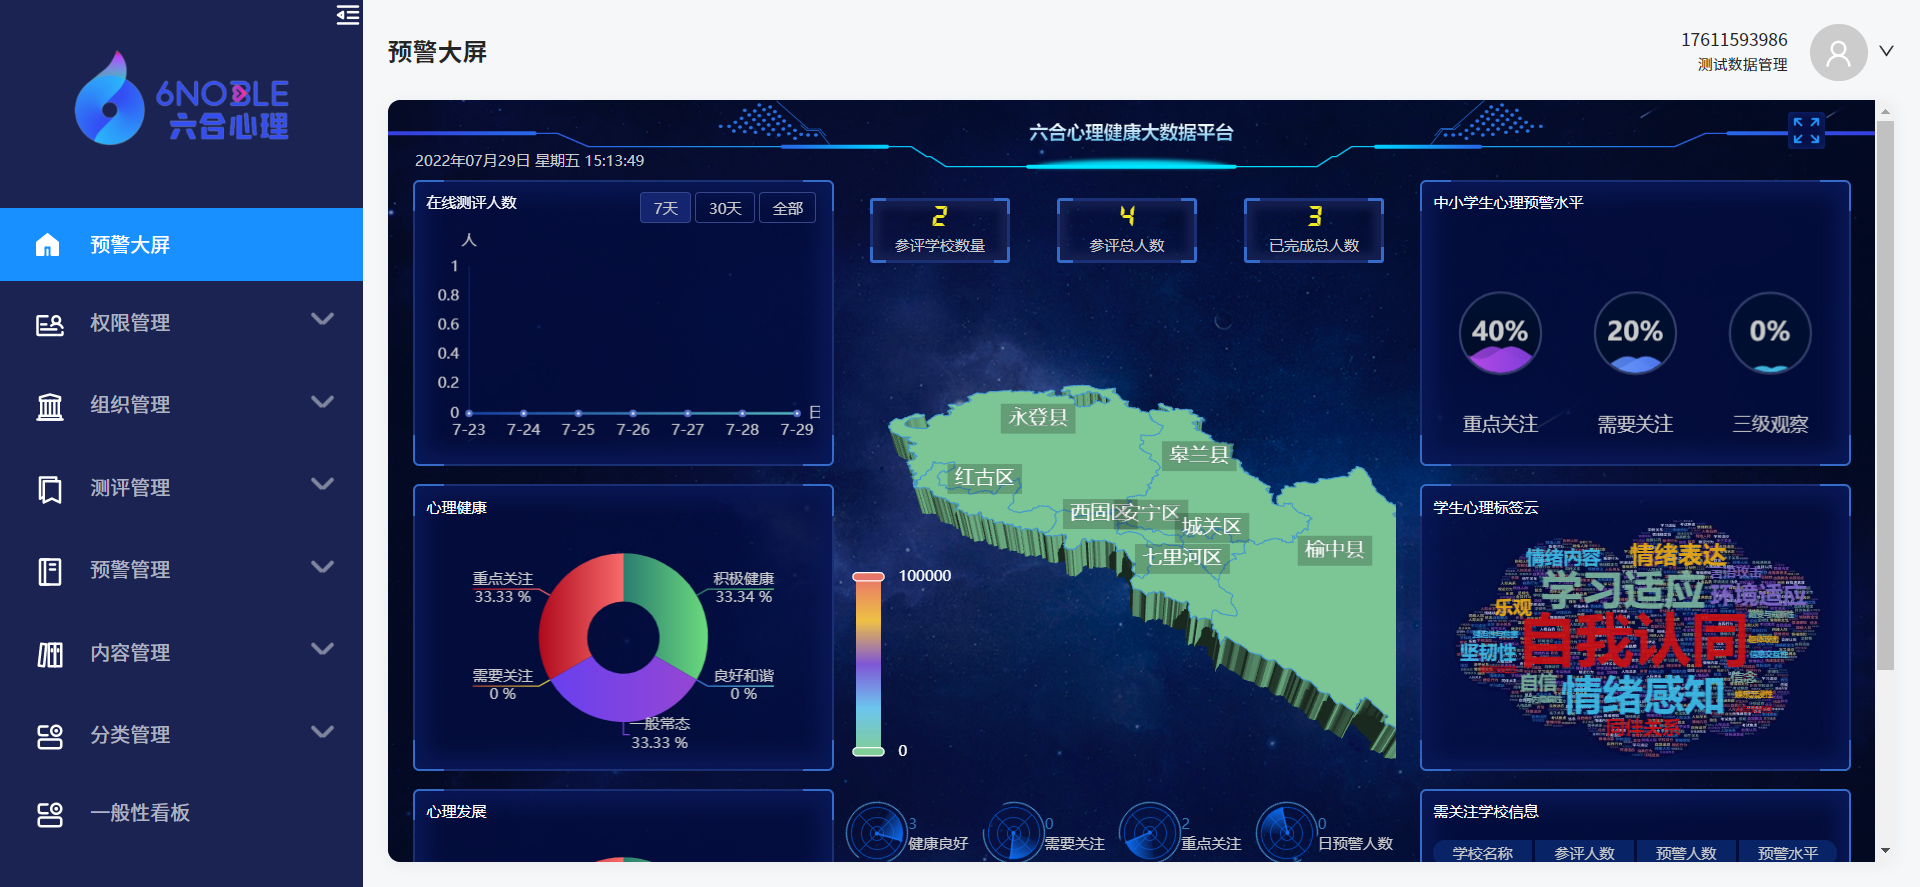 6NOBLE
六合心理
预警大屏
权限管理
组织管理
测评管理
预警管理
内容管理
分类管理
一般性看板
预警大屏
17611593986
测试数据管理
六合心理健康大数据平台
2022年07月29日 星期五 15:13:49
在线测评人数
7天
30天
全部
人
1
0.8
0.6
0.4
0.2
0
日
7-23 7-24 7-25 7-26 7-27 7-28 7-29
心理健康
重点关注
33.33 %
积极健康
33.34 %
需要关注
0 %
良好和谐
0 %
一般常态
33.33 %
心理发展
2
参评学校数量
4
参评总人数
3
已完成总人数
永登县
皋兰县
红古区
西固区
安宁区
城关区
七里河区
榆中县
100000
0
3
健康良好
0
需要关注
2
重点关注
0
日预警人数
中小学生心理预警水平
40%
20%
0%
重点关注
需要关注
三级观察
学生心理标签云
情绪内容
情绪表达
学习适应
环境适应
乐观
自我认同
坚韧性
自信
情绪感知
需关注学校信息
学校名称 参评人数 预警人数 预警水平